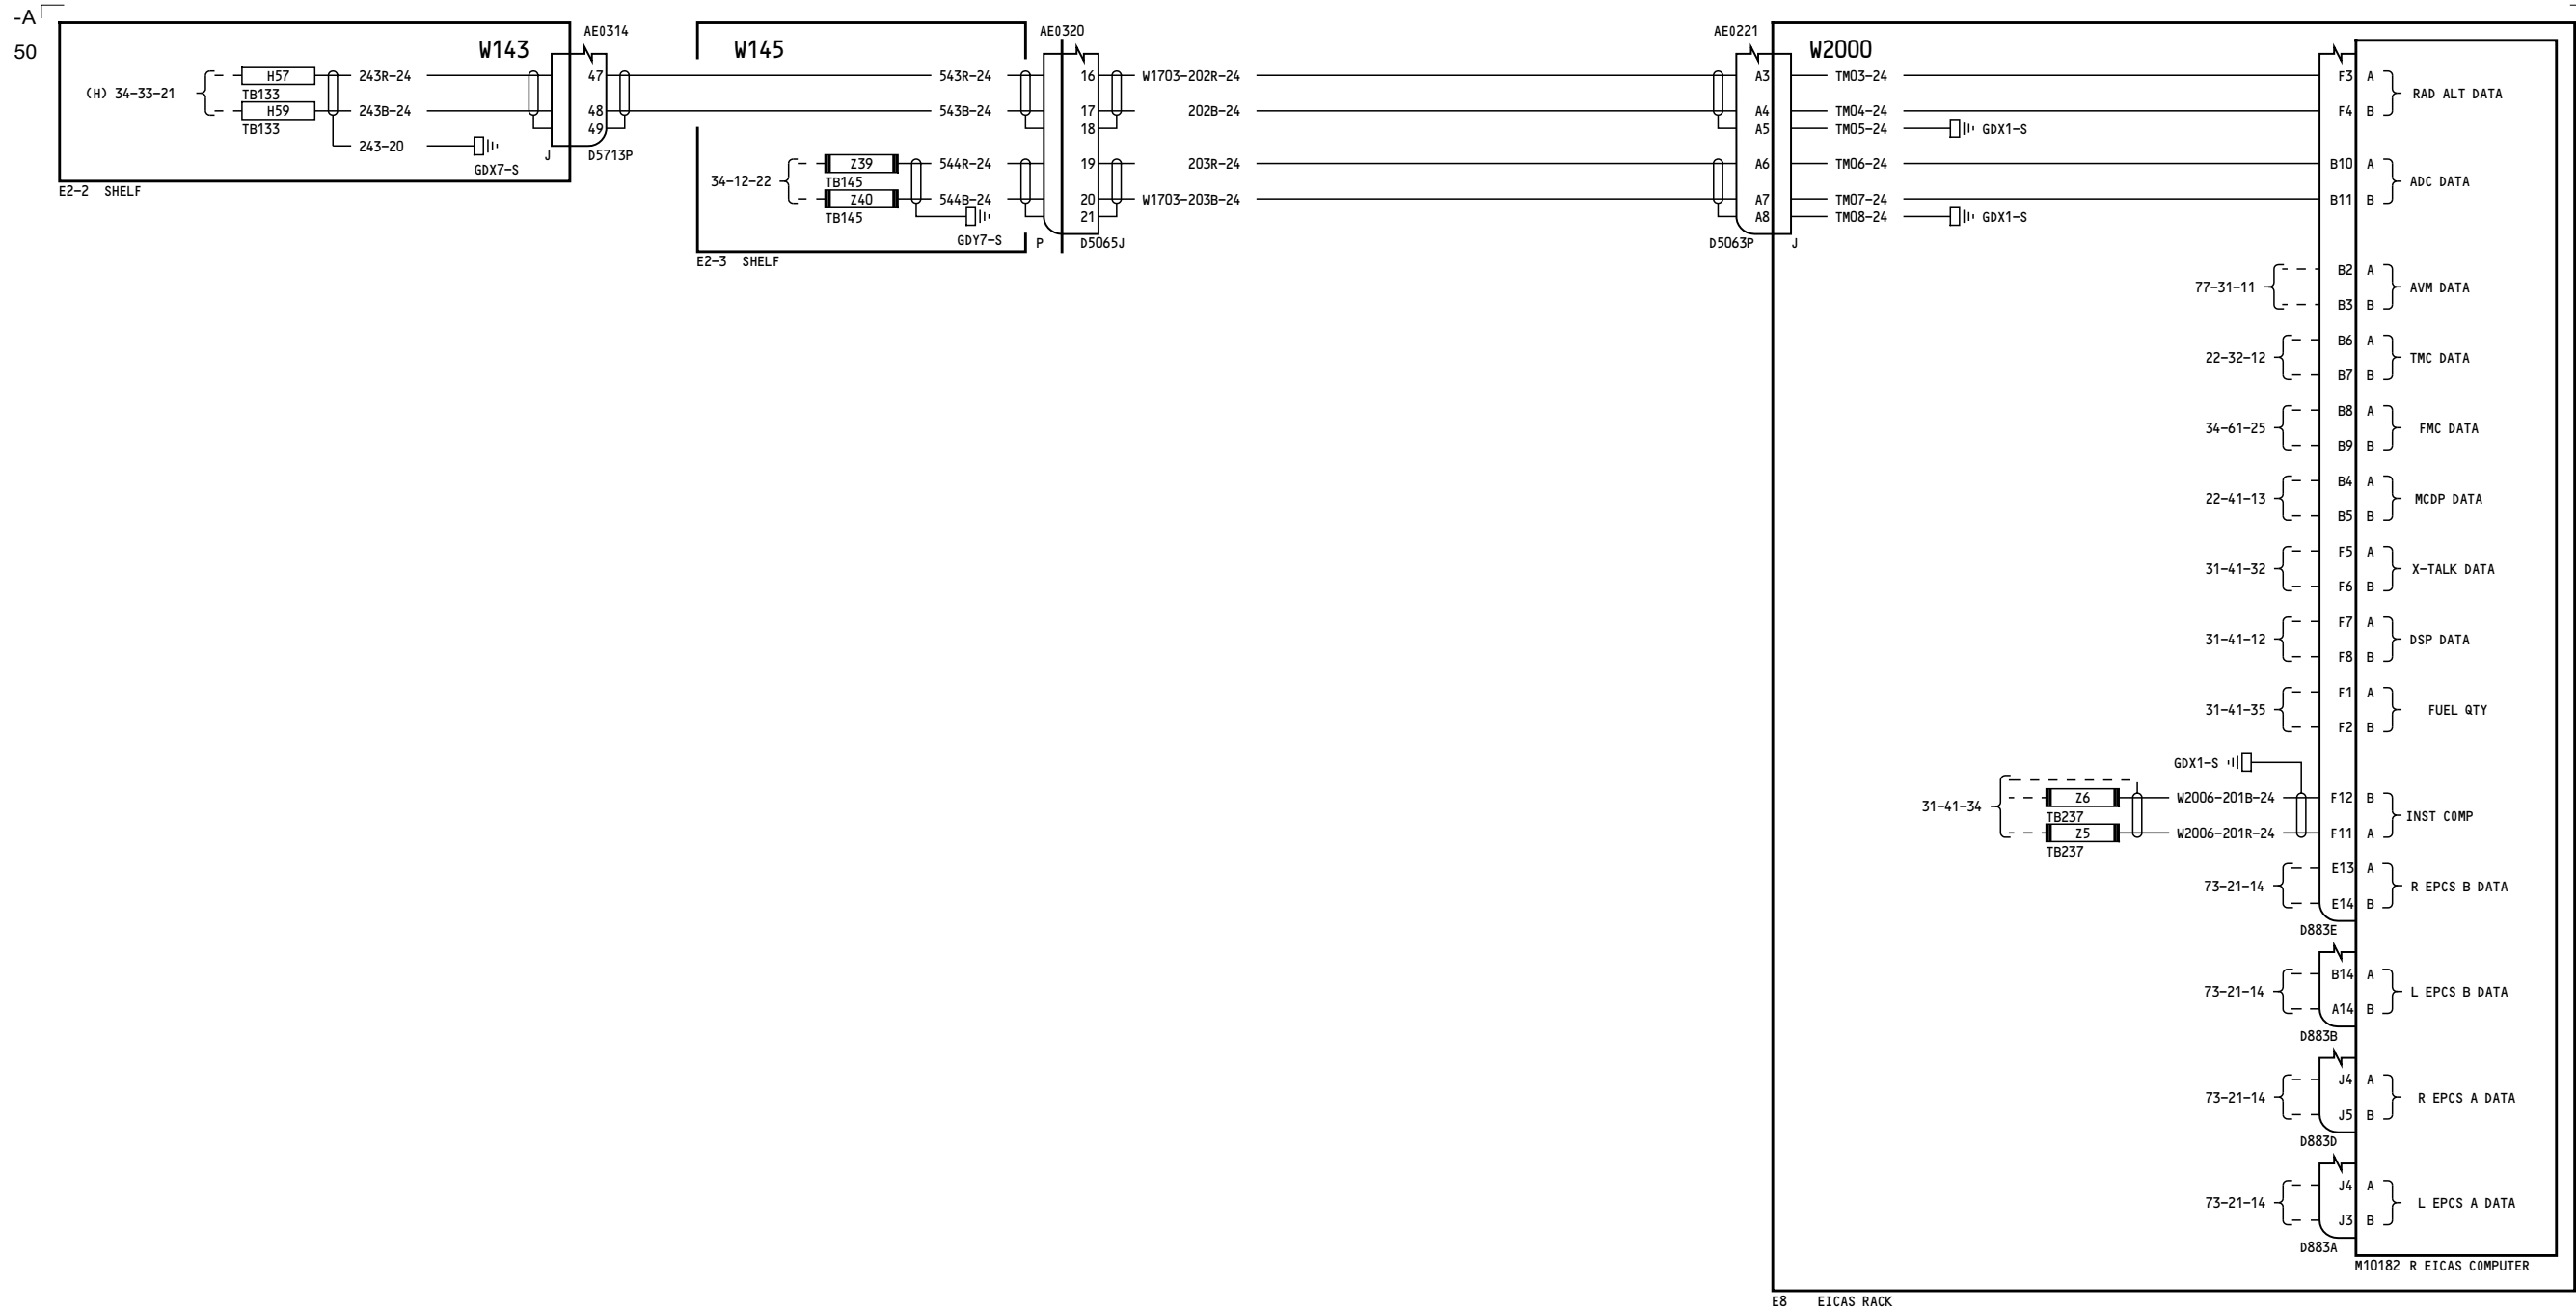 -A
50
AE0314
W143
(H) 34-33-21
H57
TB133
H59
TB133
243R-24
243B-24
243-20
GDX7-S
47
48
49
J
D5713P
E2-2 SHELF
W145
AE0320
543R-24
543B-24
34-12-22
Z39
TB145
Z40
TB145
544R-24
544B-24
GDY7-S
16
17
18
19
20
21
P
D5065J
E2-3 SHELF
W1703-202R-24
202B-24
203R-24
W1703-203B-24
AE0221
W2000
A3
A4
A5
A6
A7
A8
D5063P
J
TM03-24
TM04-24
TM05-24
GDX1-S
TM06-24
TM07-24
TM08-24
GDX1-S
F3 A
RAD ALT DATA
F4 B
B10 A
ADC DATA
B11 B
B2 A
77-31-11
AVM DATA
B3 B
B6 A
22-32-12
TMC DATA
B7 B
B8 A
34-61-25
FMC DATA
B9 B
B4 A
22-41-13
MCDP DATA
B5 B
F5 A
31-41-32
X-TALK DATA
F6 B
F7 A
31-41-12
DSP DATA
F8 B
F1 A
31-41-35
FUEL QTY
F2 B
GDX1-S
31-41-34
Z6
TB237
Z5
TB237
W2006-201B-24
W2006-201R-24
F12 B
INST COMP
F11 A
E13 A
73-21-14
R EPCS B DATA
E14 B
D883E
B14 A
73-21-14
L EPCS B DATA
A14 B
D883B
J4 A
73-21-14
R EPCS A DATA
J5 B
D883D
J4 A
73-21-14
L EPCS A DATA
J3 B
D883A
M10182 R EICAS COMPUTER
E8 EICAS RACK